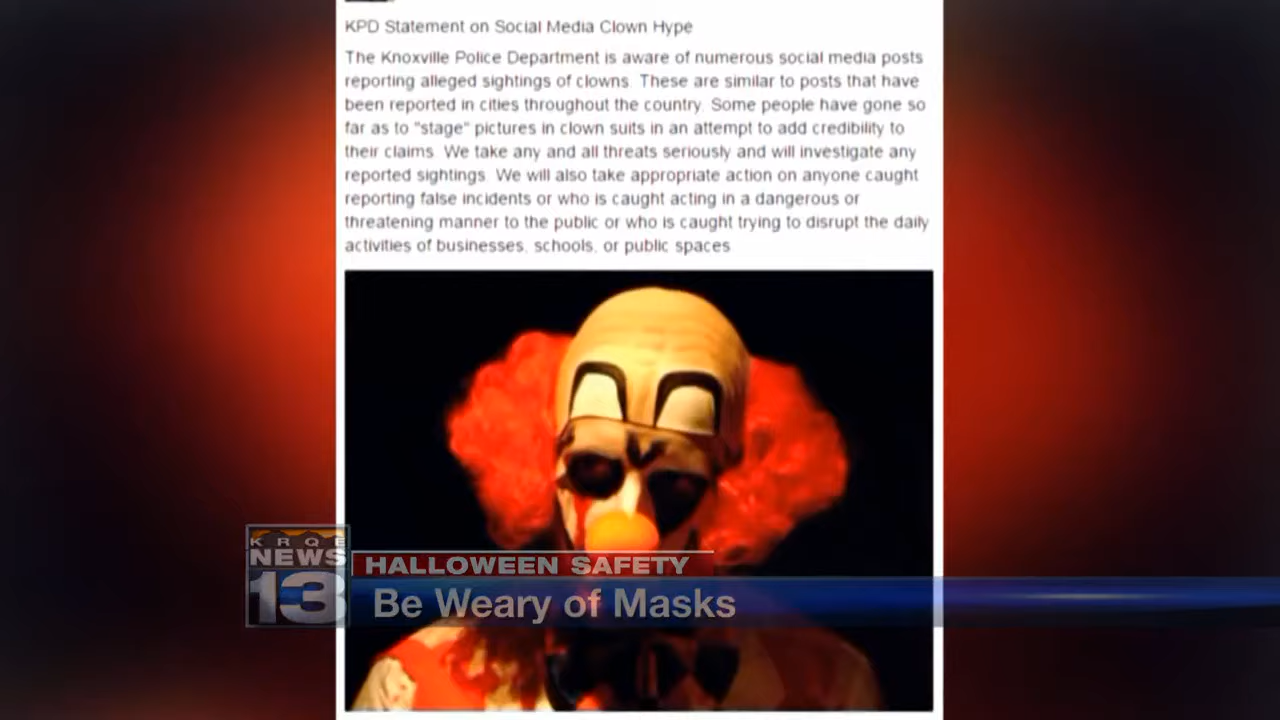 KPD Statement on Social Media Clown Hype
The Knoxville Police Department is aware of numerous social media posts
reporting alleged sightings of clowns. These are similar to posts that have
been reported in cities throughout the country. Some people have gone so
far as to "stage" pictures in clown suits in an attempt to add credibility to
their claims. We take any and all threats seriously and will investigate any
reported sightings. We will also take appropriate action on anyone caught
reporting false incidents or who is caught acting in a dangerous or
threatening manner to the public or who is caught trying to disrupt the daily
activities of businesses, schools, or public spaces
KRQE
NEWS
13
HALLOWEEN SAFETY
Be Weary of Masks